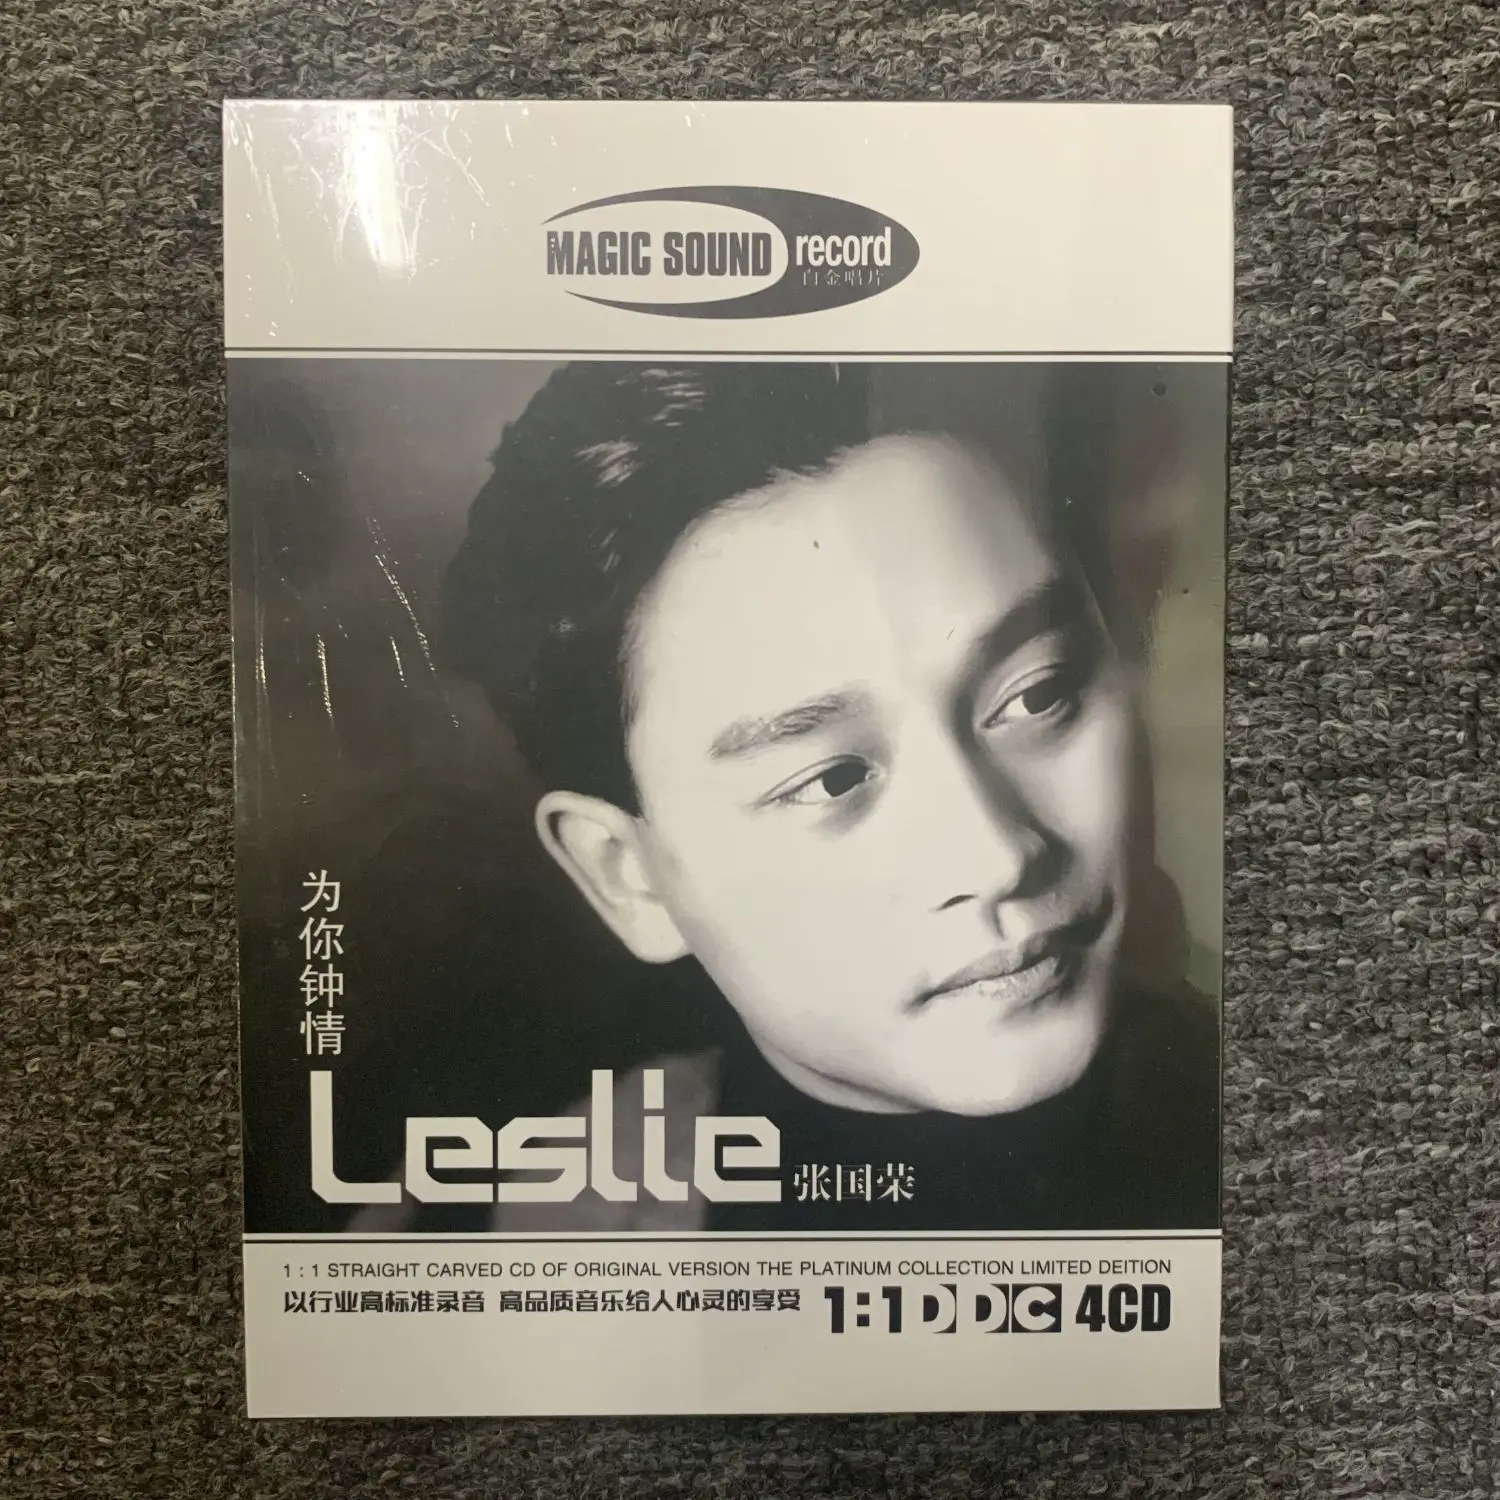 MAGIC SOUND record
白金唱片
为你钟情
Leslie 张国荣
1 : 1 STRAIGHT CARVED CD OF ORIGINAL VERSION THE PLATINUM COLLECTION LIMITED DEITION
以行业高标准录音 高品质音乐给人心灵的享受 1:1DDC 4CD